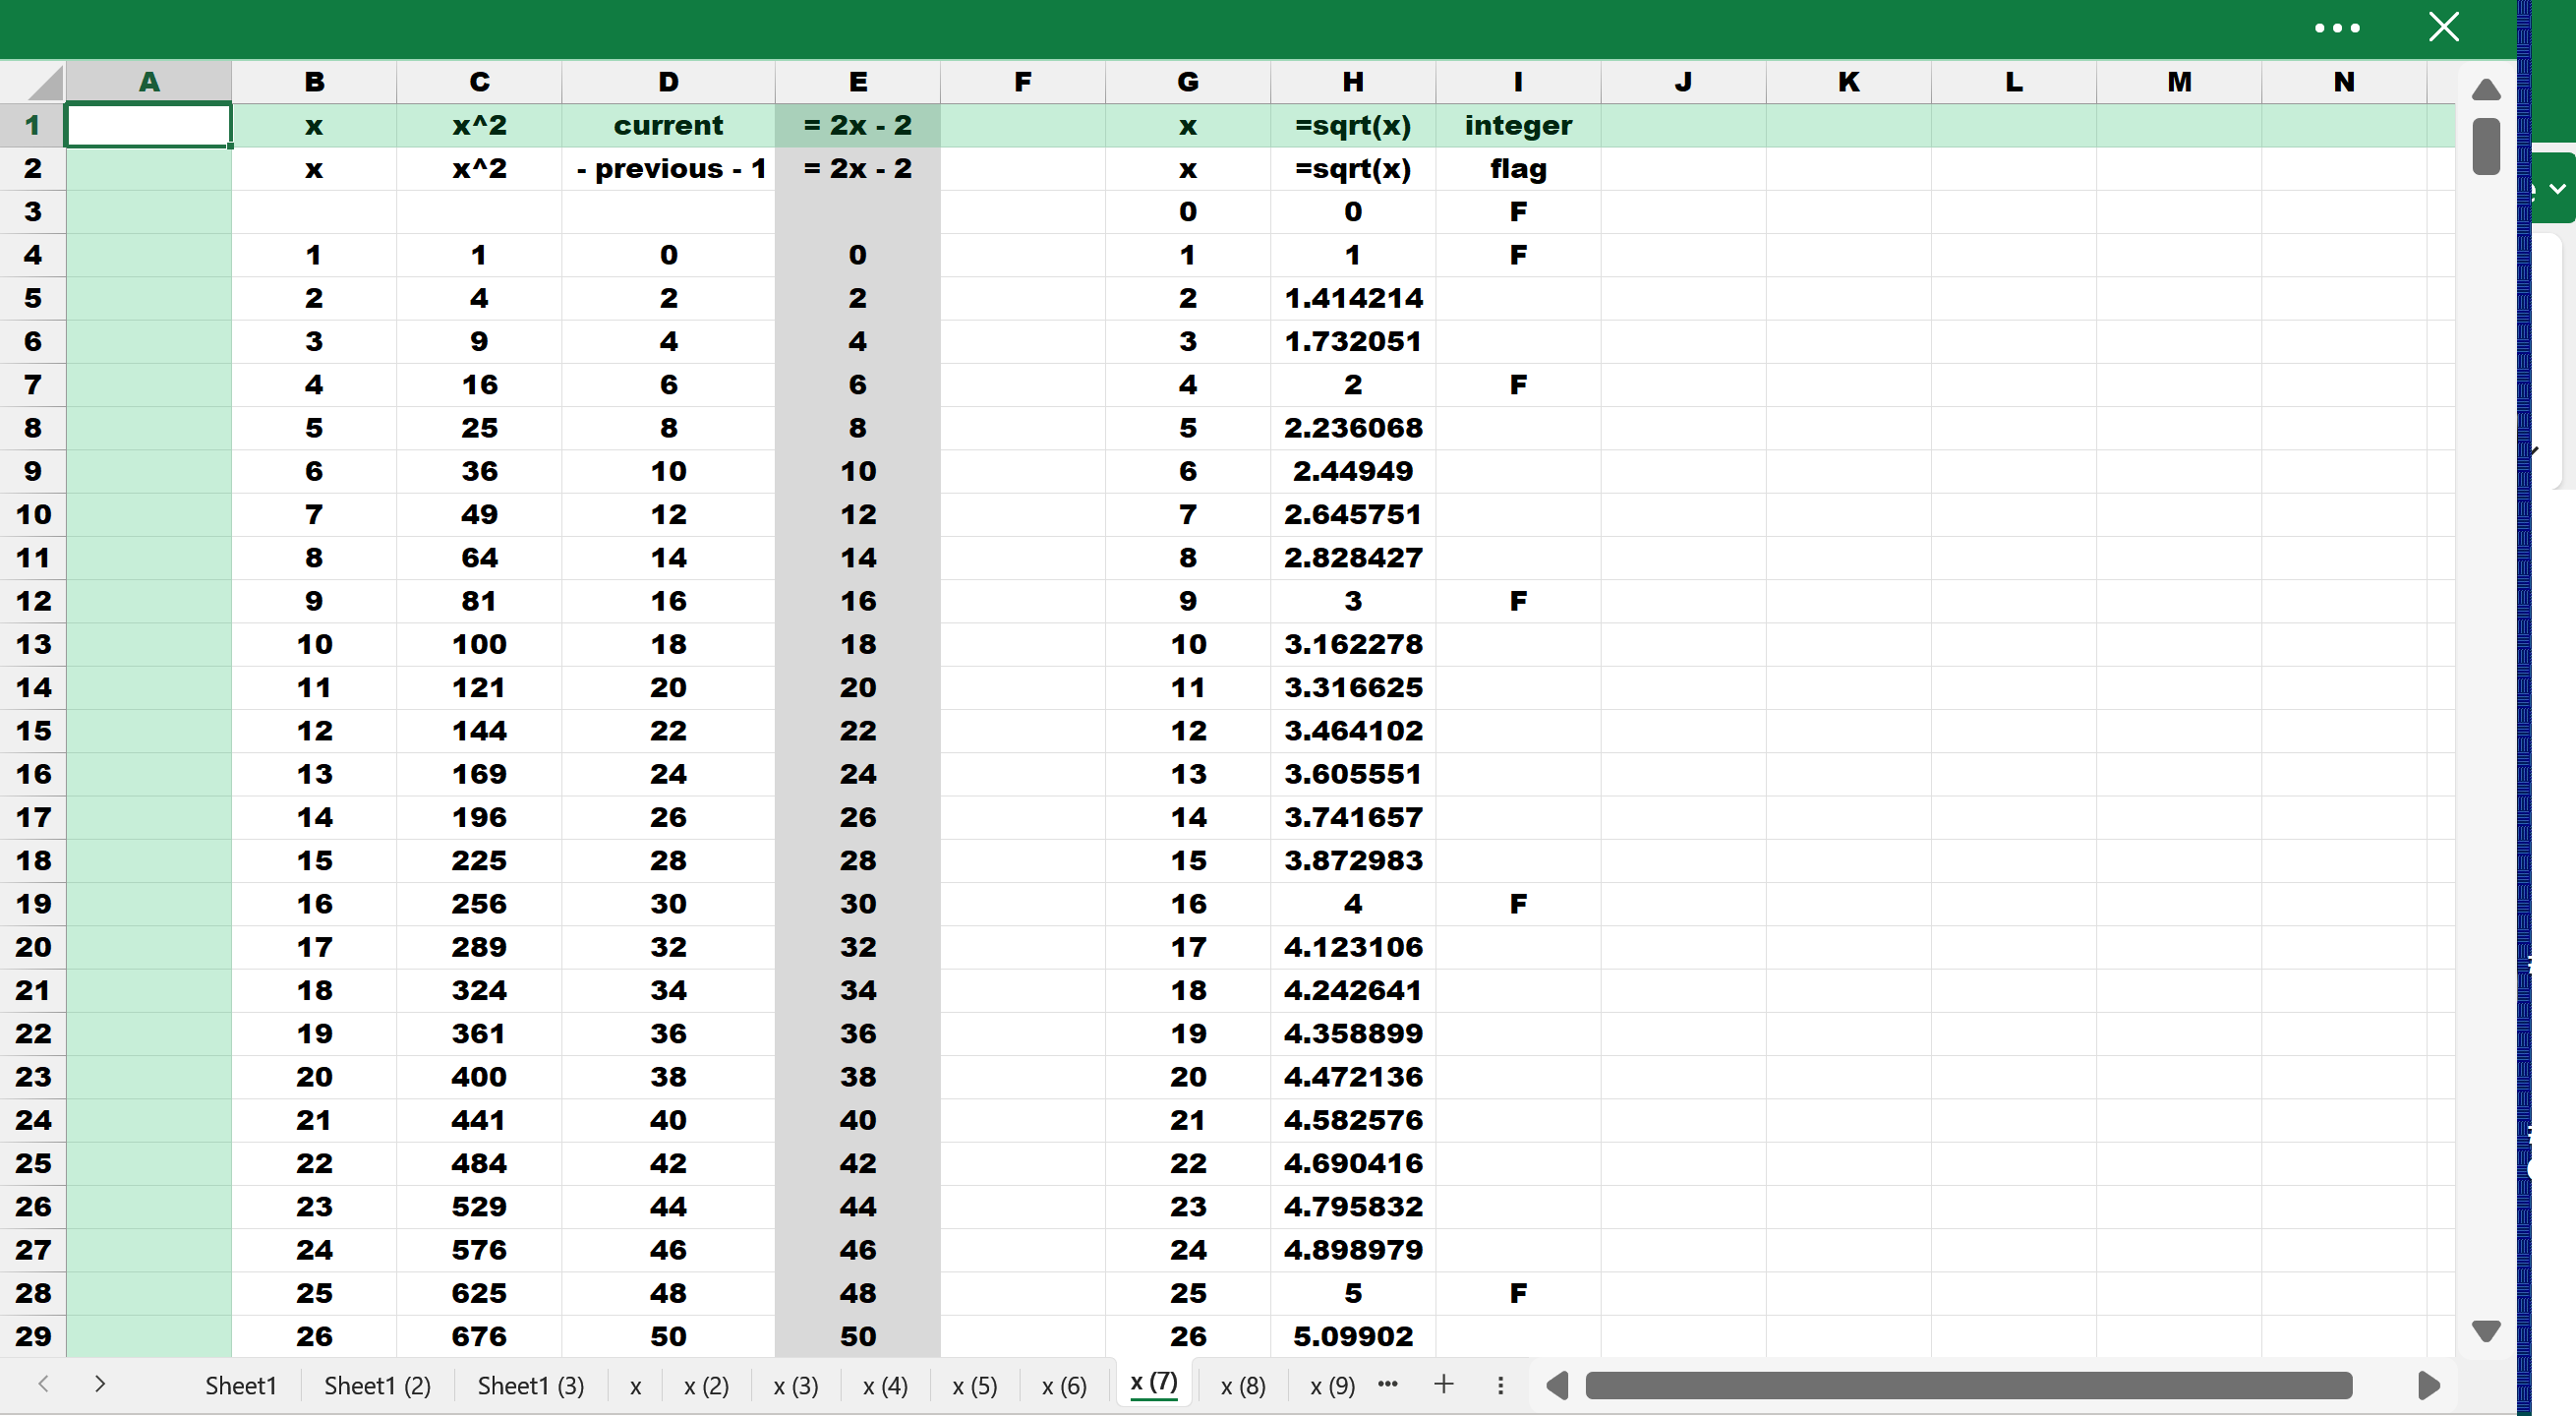 A B C D E F G H I J K L M N
1 x x^2 current = 2x - 2 x =sqrt(x) integer
2 x x^2 - previous - 1 = 2x - 2 x =sqrt(x) flag
3 0 0 F
4 1 1 0 0 1 1 F
5 2 4 2 2 2 1.414214
6 3 9 4 4 3 1.732051
7 4 16 6 6 4 2 F
8 5 25 8 8 5 2.236068
9 6 36 10 10 6 2.44949
10 7 49 12 12 7 2.645751
11 8 64 14 14 8 2.828427
12 9 81 16 16 9 3 F
13 10 100 18 18 10 3.162278
14 11 121 20 20 11 3.316625
15 12 144 22 22 12 3.464102
16 13 169 24 24 13 3.605551
17 14 196 26 26 14 3.741657
18 15 225 28 28 15 3.872983
19 16 256 30 30 16 4 F
20 17 289 32 32 17 4.123106
21 18 324 34 34 18 4.242641
22 19 361 36 36 19 4.358899
23 20 400 38 38 20 4.472136
24 21 441 40 40 21 4.582576
25 22 484 42 42 22 4.690416
26 23 529 44 44 23 4.795832
27 24 576 46 46 24 4.898979
28 25 625 48 48 25 5 F
29 26 676 50 50 26 5.09902
Sheet1 Sheet1 (2) Sheet1 (3) x x (2) x (3) x (4) x (5) x (6) x (7) x (8) x (9)